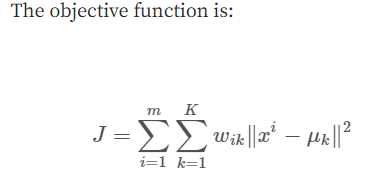 The objective function is:
J = \sum_{i=1}^{m} \sum_{k=1}^{K} w_{ik} \|x^i - \mu_k\|^2